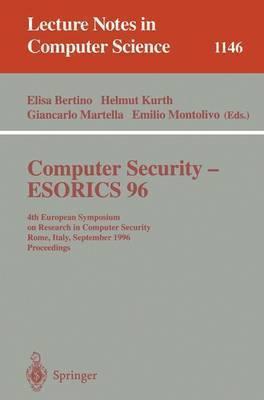 Lecture Notes in
Computer Science
1146
Elisa Bertino Helmut Kurth
Giancarlo Martella Emilio Montolivo (Eds.)
Computer Security –
ESORICS 96
4th European Symposium
on Research in Computer Security
Rome, Italy, September 1996
Proceedings
Springer